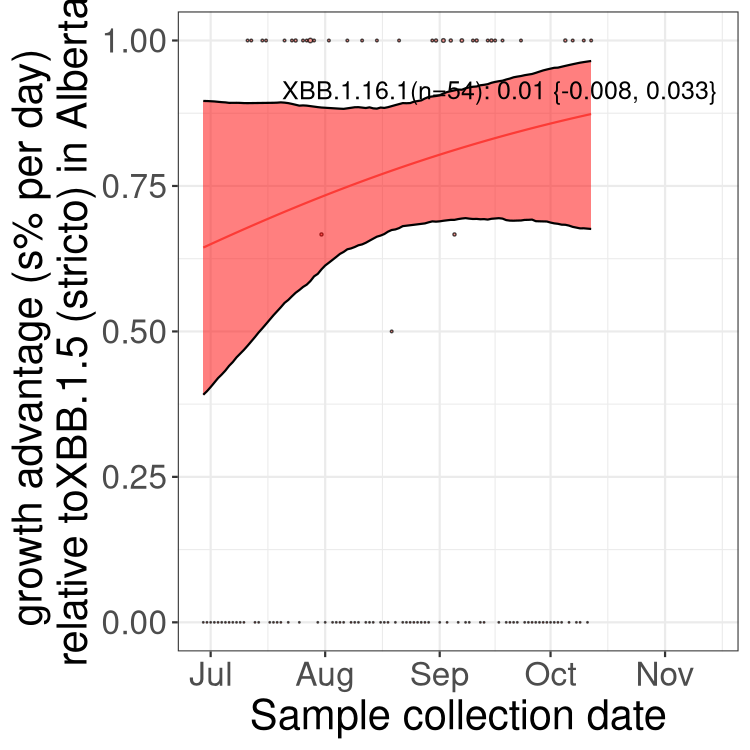 growth advantage (s% per day)
relative toXBB.1.5 (stricto) in Alberta
1.00
0.75
0.50
0.25
0.00
XBB.1.16.1(n=54): 0.01 {-0.008, 0.033}
Jul Aug Sep Oct Nov
Sample collection date